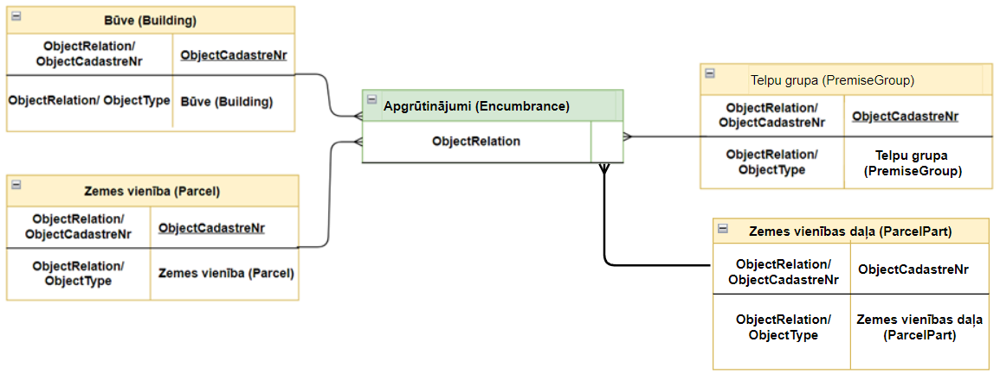 Būve (Building)
ObjectRelation/
ObjectCadastreNr
ObjectCadastreNr
ObjectRelation/ ObjectType
Būve (Building)
Zemes vienība (Parcel)
ObjectRelation/
ObjectCadastreNr
ObjectCadastreNr
ObjectRelation/
ObjectType
Zemes vienība (Parcel)
Apgrūtinājumi (Encumbrance)
ObjectRelation
Telpu grupa (PremiseGroup)
ObjectRelation/
ObjectCadastreNr
ObjectCadastreNr
ObjectRelation/
ObjectType
Telpu grupa
(PremiseGroup)
Zemes vienības daļa (ParcelPart)
ObjectRelation/
ObjectCadastreNr
ObjectCadastreNr
ObjectRelation/
ObjectType
Zemes vienības daļa
(ParcelPart)